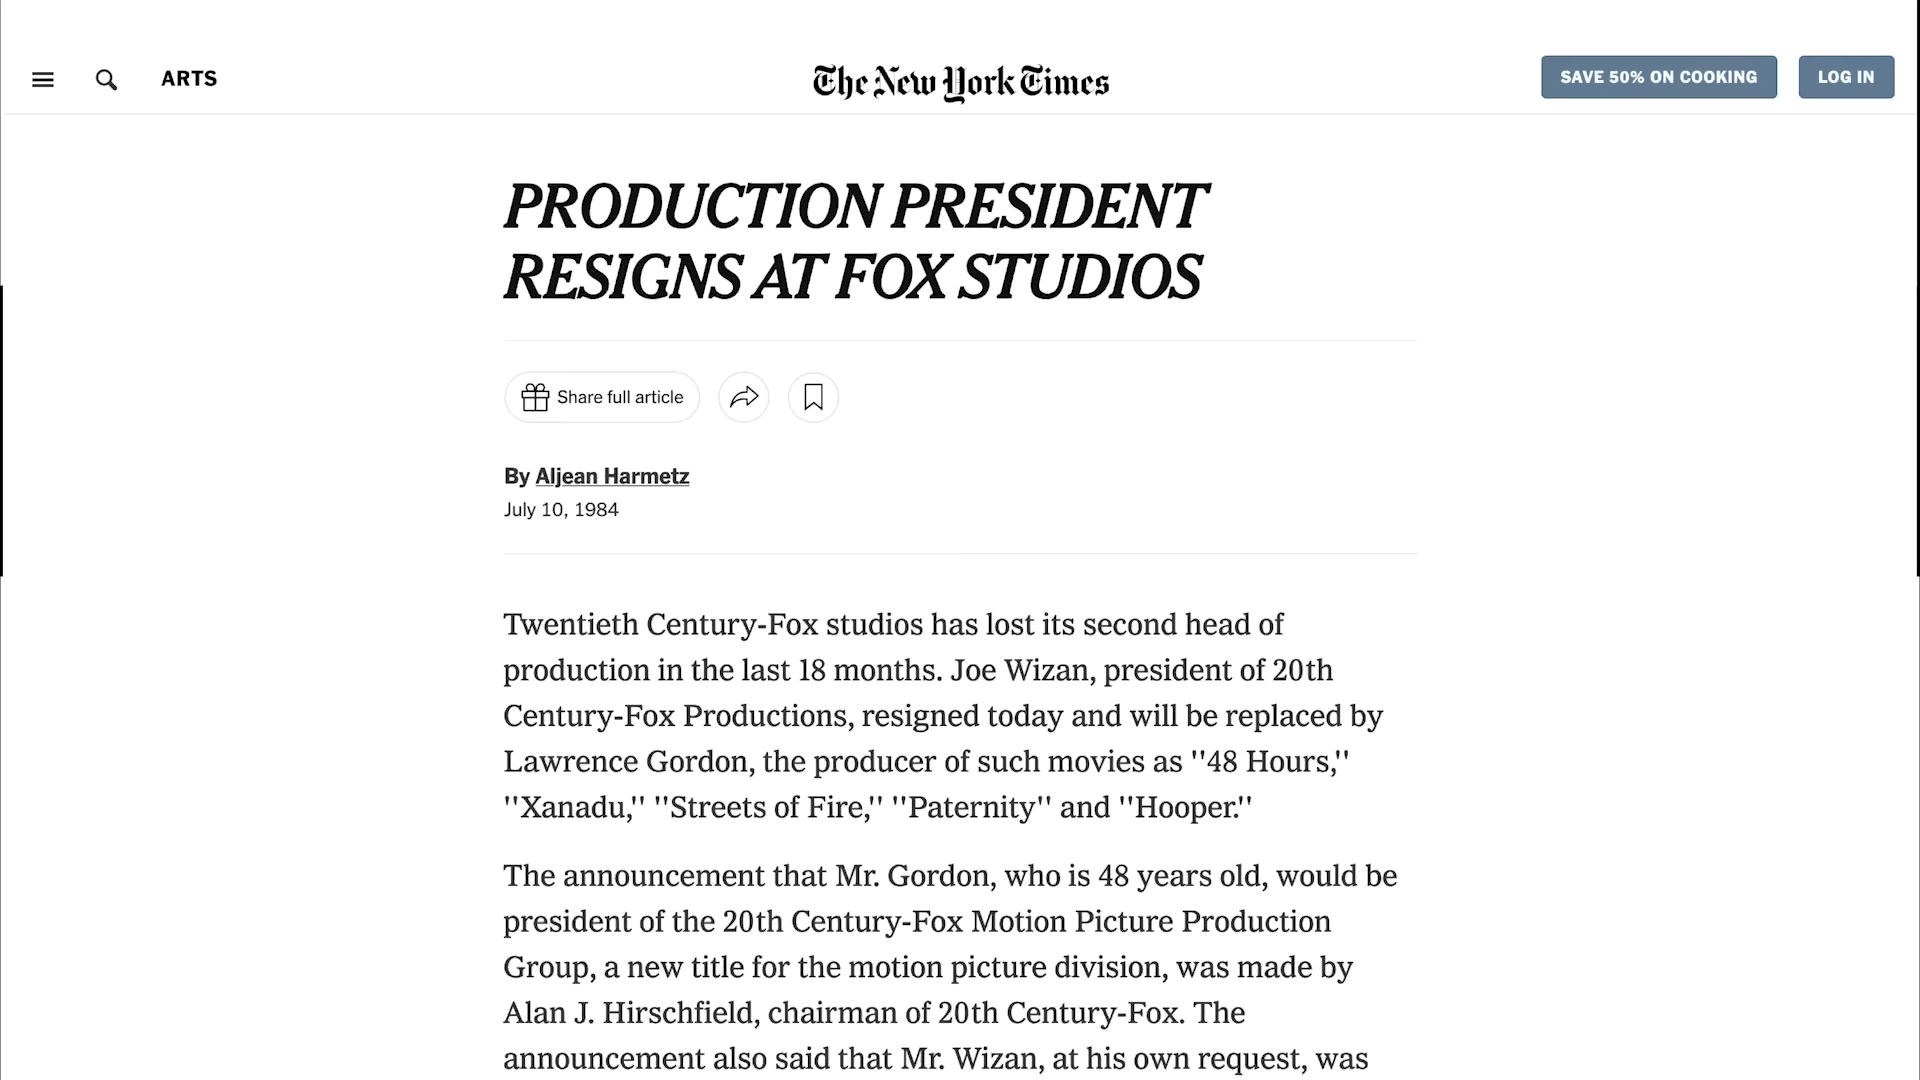 ARTS
The New York Times
SAVE 50% ON COOKING
LOG IN
PRODUCTION PRESIDENT
RESIGNS AT FOX STUDIOS
Share full article
By Aljean Harmetz
July 10, 1984
Twentieth Century-Fox studios has lost its second head of
production in the last 18 months. Joe Wizan, president of 20th
Century-Fox Productions, resigned today and will be replaced by
Lawrence Gordon, the producer of such movies as ''48 Hours,''
''Xanadu,'' ''Streets of Fire,'' ''Paternity'' and ''Hooper.''
The announcement that Mr. Gordon, who is 48 years old, would be
president of the 20th Century-Fox Motion Picture Production
Group, a new title for the motion picture division, was made by
Alan J. Hirschfield, chairman of 20th Century-Fox. The
announcement also said that Mr. Wizan, at his own request, was